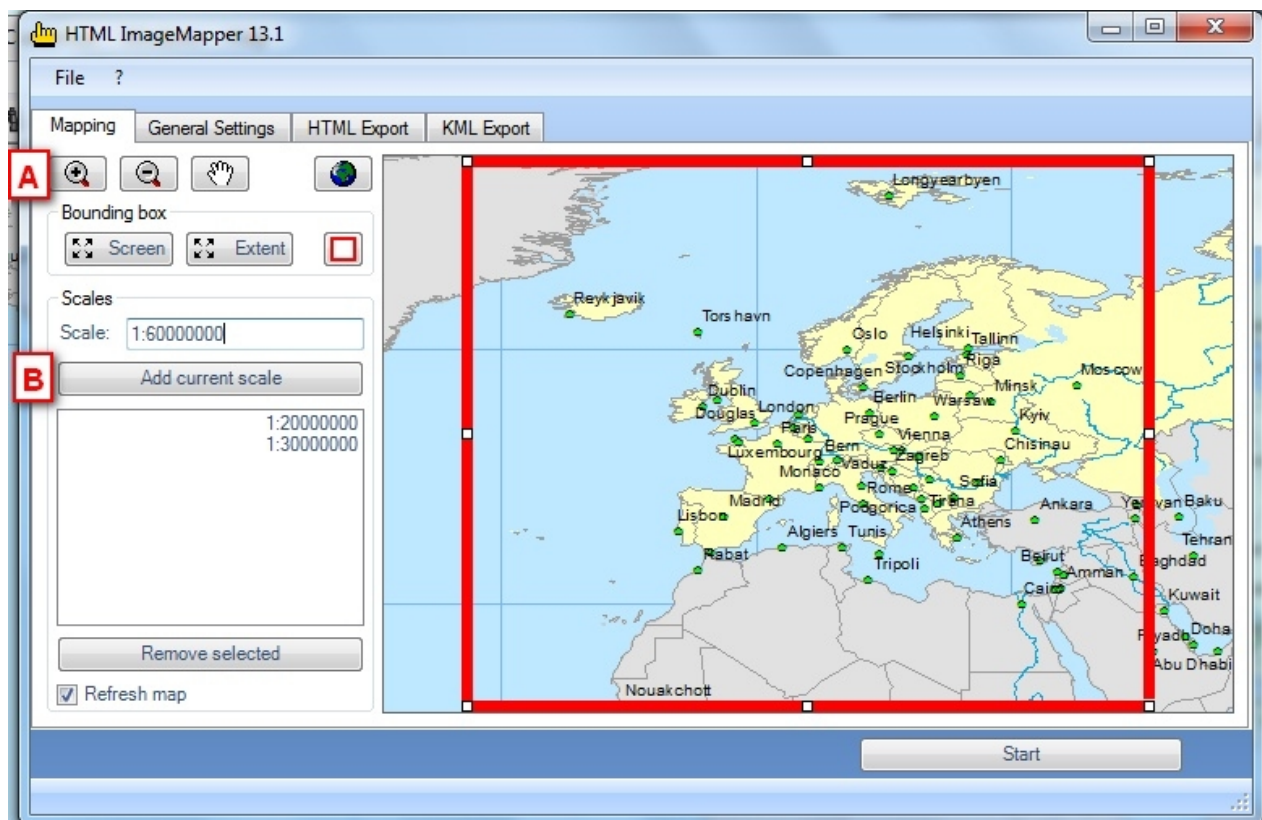 HTML ImageMapper 13.1
File ?
Mapping General Settings HTML Export KML Export
A
Bounding box
Screen Extent
Scales
Scale: 1:60000000
B
Add current scale
1:20000000
1:30000000
Remove selected
Refresh map
Longyearbyen
Reykjavik
Torshavn
Oslo Helsinki Tallinn
Riga
Copenhagen Stockholm Moscow
Minsk
Dublin Berlin Warsaw
Douglas London Prague Kyiv
Paris Vienna Chisinau
Luxembourg Bern Zagreb
Monaco Vaduz
Rome Sofia
Madrid Podgorica Tirana Ankara Yerevan Baku
Lisbon Athens
Algiers Tunis Tehran
Rabat Tripoli Beirut Baghdad
Amman
Cairo Kuwait
Riyadh Doha
Abu Dhabi
Nouakchott
Start